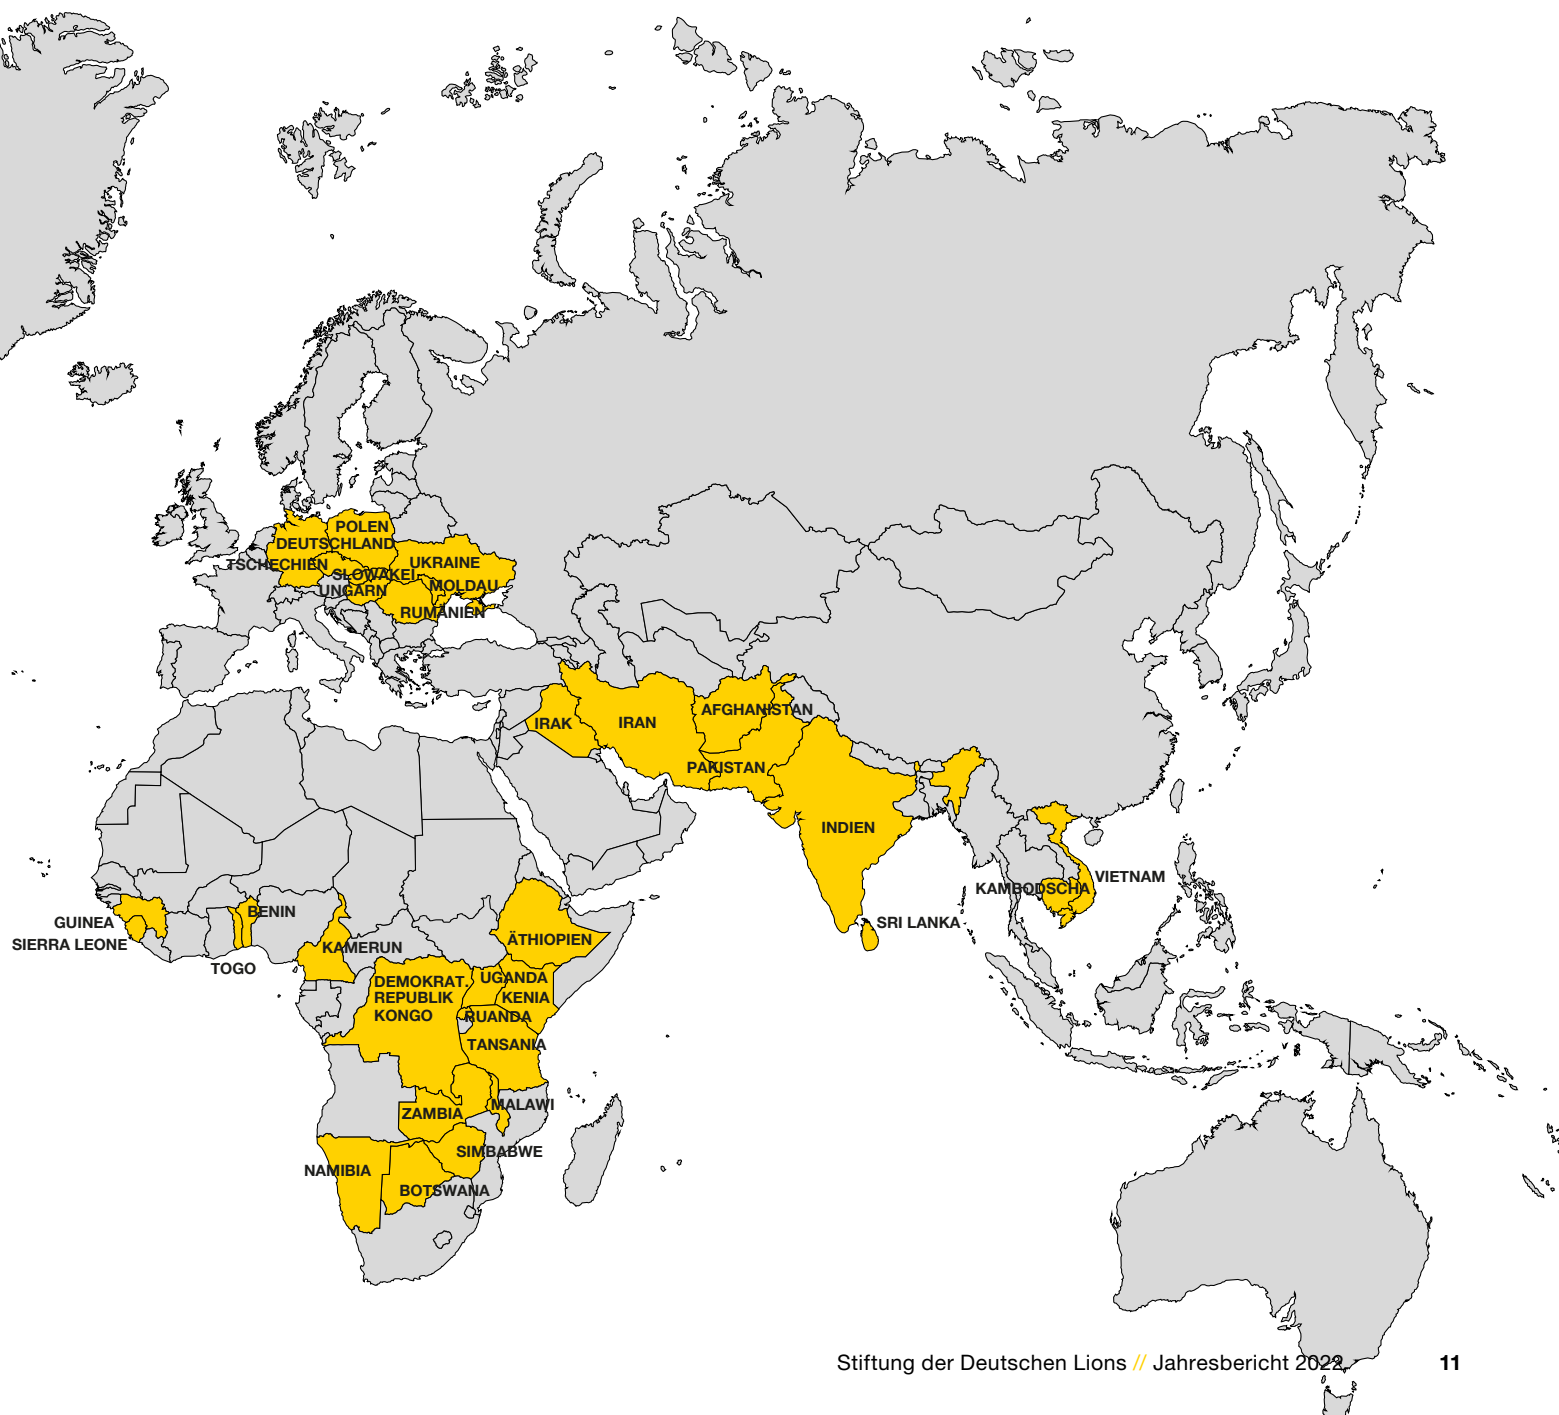 POLEN
DEUTSCHLAND
TSCHECHIEN
UKRAINE
SLOWAKEI
MOLDAU
UNGARN
RUMÄNIEN
IRAK
IRAN
AFGHANISTAN
PAKISTAN
INDIEN
VIETNAM
KAMBODSCHA
SRI LANKA
GUINEA
SIERRA LEONE
BENIN
TOGO
KAMERUN
ÄTHIOPIEN
DEMOKRAT.
REPUBLIK
KONGO
UGANDA
KENIA
RUANDA
TANSANIA
MALAWI
ZAMBIA
SIMBABWE
NAMIBIA
BOTSWANA
Stiftung der Deutschen Lions // Jahresbericht 2022 11